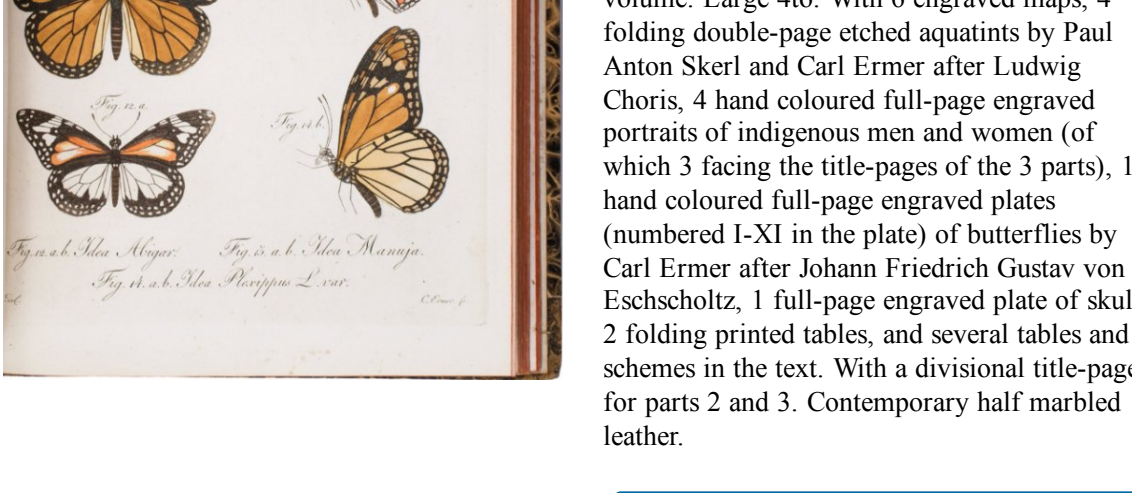 Fig. 12. a.
Fig. 14 b.
Fig. 12. a. b. Idea Abigar. Fig. 13. a. b. Idea Manuja.
Fig. 14. a. b. Idea Plexippus L. var.
volume. Large 4to. With 6 engraved maps, 4
folding double-page etched aquatints by Paul
Anton Skerl and Carl Ermer after Ludwig
Choris, 4 hand coloured full-page engraved
portraits of indigenous men and women (of
which 3 facing the title-pages of the 3 parts), 1
hand coloured full-page engraved plates
(numbered I-XI in the plate) of butterflies by
Carl Ermer after Johann Friedrich Gustav von
Eschscholtz, 1 full-page engraved plate of skul
2 folding printed tables, and several tables and
schemes in the text. With a divisional title-page
for parts 2 and 3. Contemporary half marbled
leather.